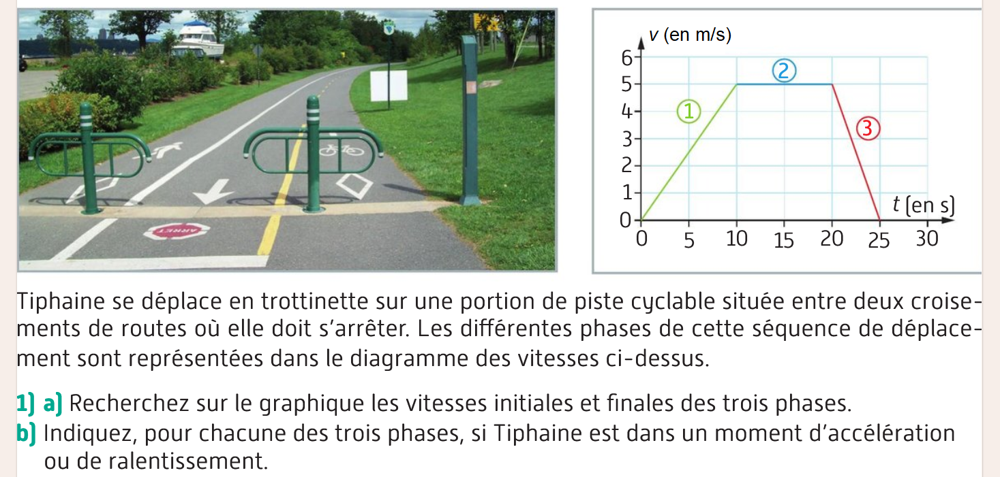 ARRET
v (en m/s)
6
5
4
3
2
1
0
①
②
③
t (en s)
0 5 10 15 20 25 30
Tiphaine se déplace en trottinette sur une portion de piste cyclable située entre deux croise-
ments de routes où elle doit s’arrêter. Les différentes phases de cette séquence de déplace-
ment sont représentées dans le diagramme des vitesses ci-dessus.
1) a) Recherchez sur le graphique les vitesses initiales et finales des trois phases.
b) Indiquez, pour chacune des trois phases, si Tiphaine est dans un moment d’accélération
ou de ralentissement.